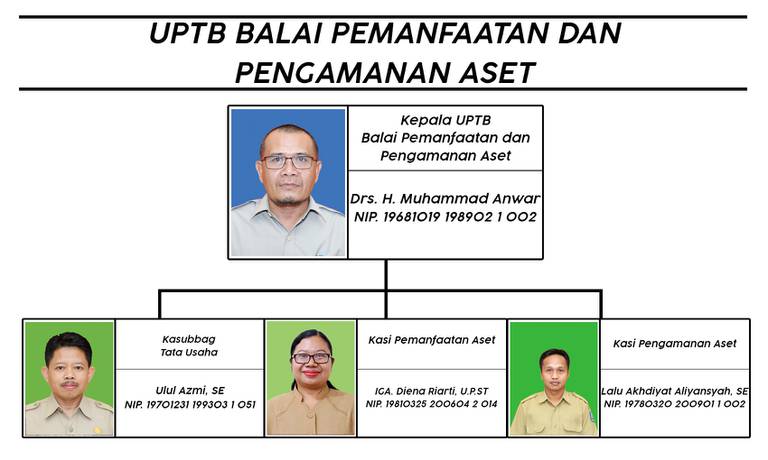 UPTB BALAI PEMANFAATAN DAN
PENGAMANAN ASET
Kepala UPTB
Balai Pemanfaatan dan
Pengamanan Aset
Drs. H. Muhammad Anwar
NIP. 19681019 198902 1 002
Kasubbag
Tata Usaha
Ulul Azmi, SE
NIP. 19701231 199303 1 051
Kasi Pemanfaatan Aset
IGA. Diena Riarti, U.P.ST
NIP. 19810325 200604 2 014
Kasi Pengamanan Aset
Lalu Akhdiyat Aliyansyah, SE
NIP. 19780320 200901 1 002